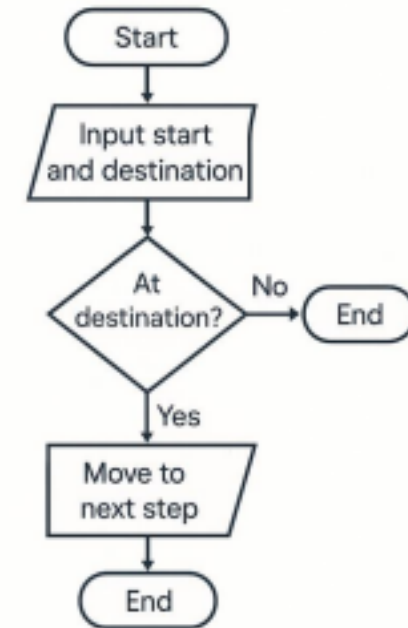 Start
Input start
and destination
At
destination?
No
End
Yes
Move to
next step
End